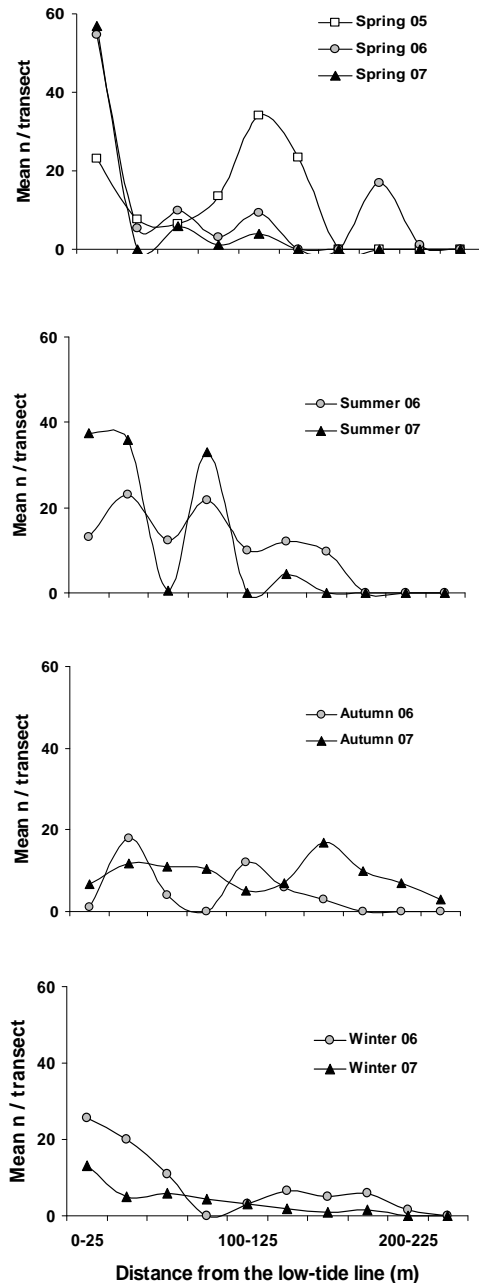 60
Spring 05
Spring 06
Spring 07
40
20
0
Mean n / transect
60
Summer 06
Summer 07
40
20
0
Mean n / transect
60
Autumn 06
Autumn 07
40
20
0
Mean n / transect
60
Winter 06
Winter 07
40
20
0
Mean n / transect
0-25 100-125 200-225
Distance from the low-tide line (m)